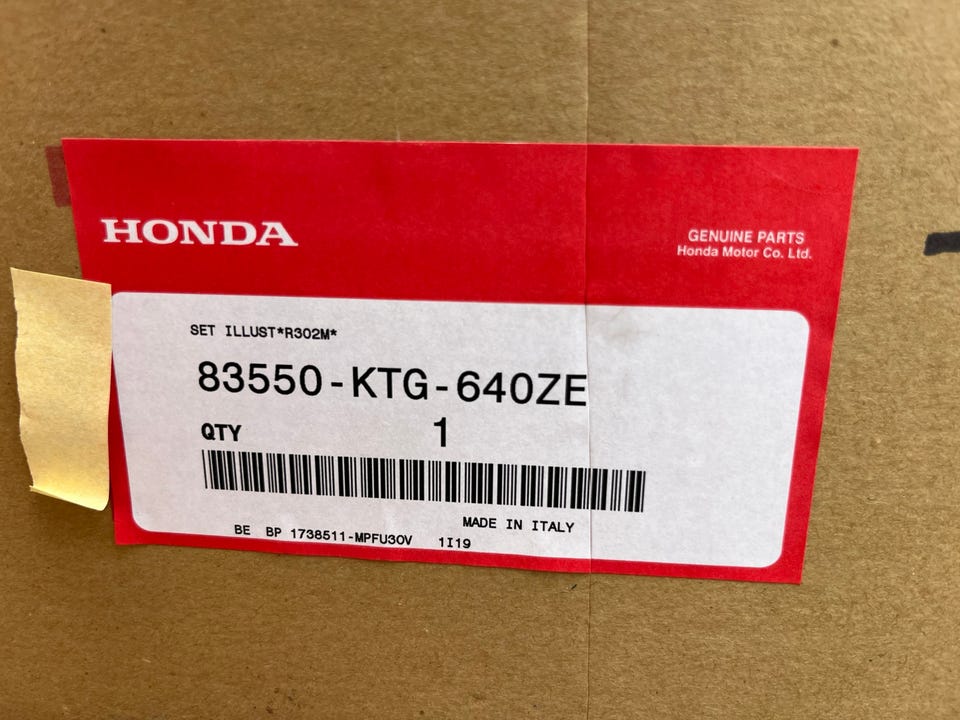 HONDA
GENUINE PARTS
Honda Motor Co. Ltd.
SET ILLUST*R302M*
83550-KTG-640ZE
QTY 1
MADE IN ITALY
BE BP 1738511-MPFU30V 1I19